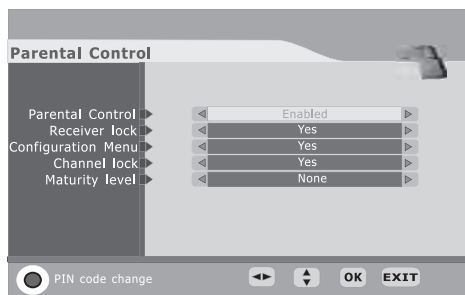 Parental Control
Parental Control Enabled
Receiver lock Yes
Configuration Menu Yes
Channel lock Yes
Maturity level None
PIN code change OK EXIT